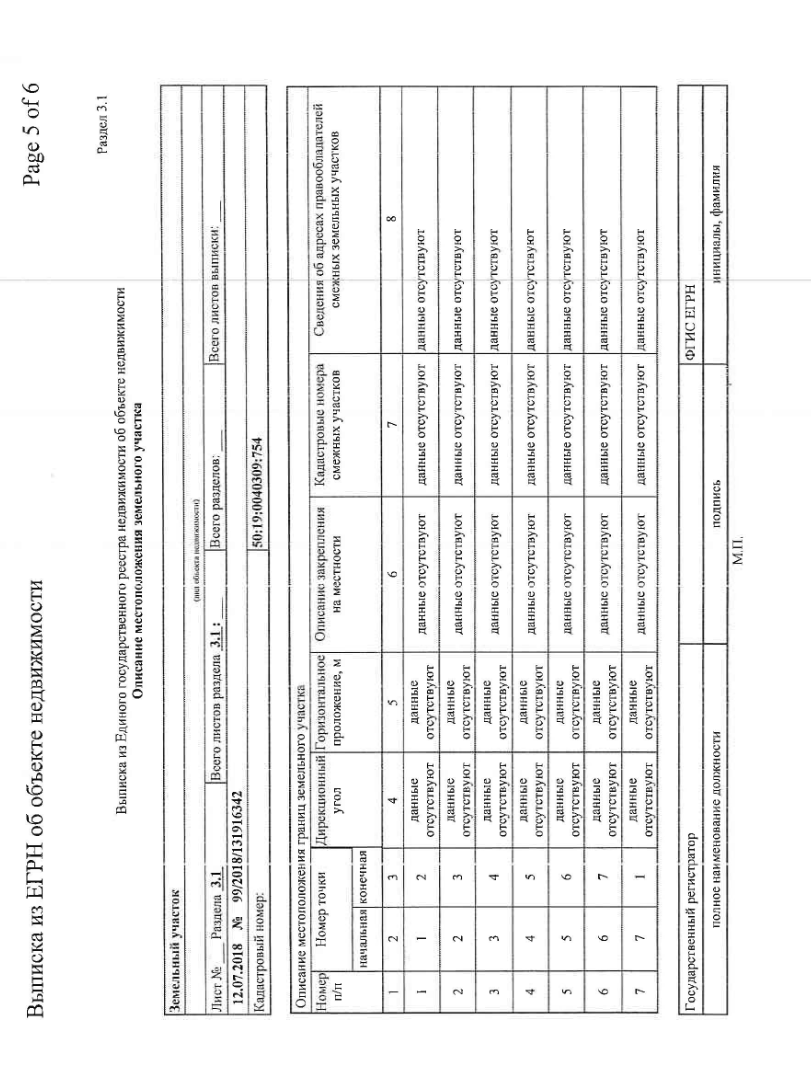 Выписка из ЕГРН об объекте недвижимости Page 5 of 6
Раздел 3.1
Выписка из Единого государственного реестра недвижимости об объекте недвижимости
Описание местоположения земельного участка
Земельный участок
(вид объекта недвижимости)
Лист № ___ Раздела 3.1 Всего листов раздела 3.1 : ___ Всего разделов: ___ Всего листов выписки: ___
12.07.2018 № 99/2018/131916342
Кадастровый номер: 50:19:0040309:754
Описание местоположения границ земельного участка
Номер п/п Номер точки Дирекционный угол Горизонтальное проложение, м Описание закрепления на местности Кадастровые номера смежных участков Сведения об адресах правообладателей смежных земельных участков
начальная конечная
1 2 3 4 5 6 7 8
1 1 2 данные отсутствуют данные отсутствуют данные отсутствуют данные отсутствуют данные отсутствуют
2 2 3 данные отсутствуют данные отсутствуют данные отсутствуют данные отсутствуют данные отсутствуют
3 3 4 данные отсутствуют данные отсутствуют данные отсутствуют данные отсутствуют данные отсутствуют
4 4 5 данные отсутствуют данные отсутствуют данные отсутствуют данные отсутствуют данные отсутствуют
5 5 6 данные отсутствуют данные отсутствуют данные отсутствуют данные отсутствуют данные отсутствуют
6 6 7 данные отсутствуют данные отсутствуют данные отсутствуют данные отсутствуют данные отсутствуют
7 7 1 данные отсутствуют данные отсутствуют данные отсутствуют данные отсутствуют данные отсутствуют
Государственный регистратор ФГИС ЕГРН
полное наименование должности подпись инициалы, фамилия
М.П.